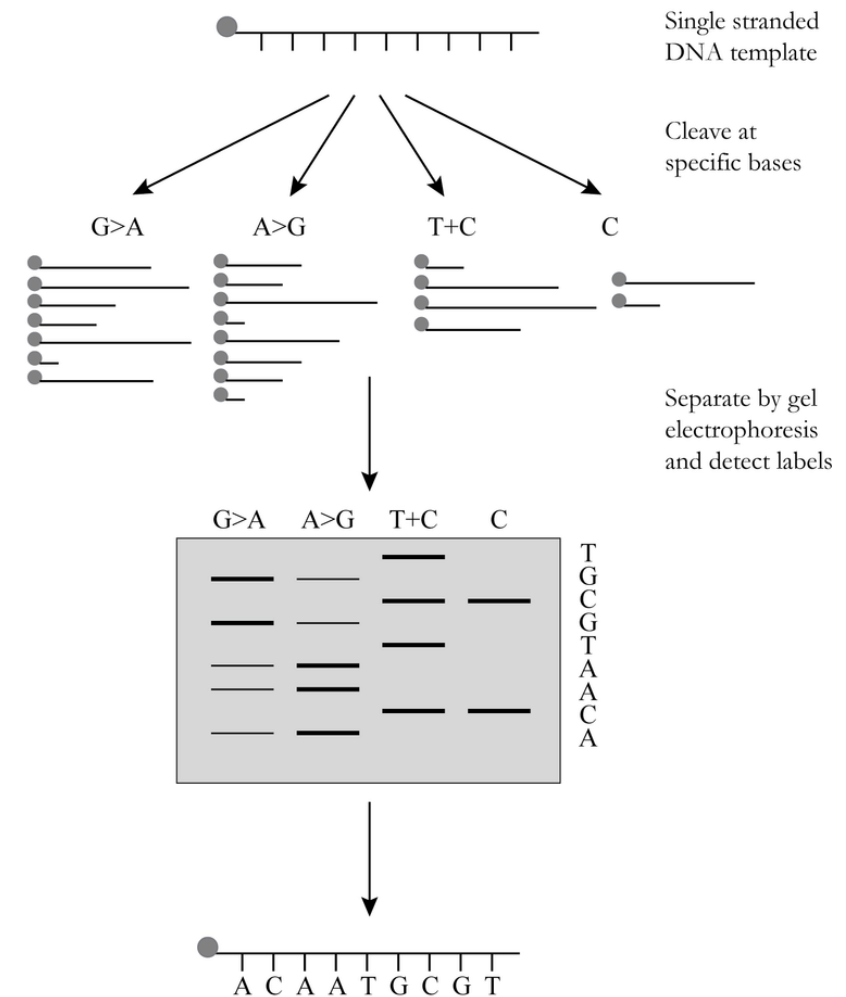 Single stranded
DNA template
Cleave at
specific bases
G>A A>G T+C C
Separate by gel
electrophoresis
and detect labels
G>A A>G T+C C
T
G
C
G
T
A
A
C
A
A C A A T G C G T